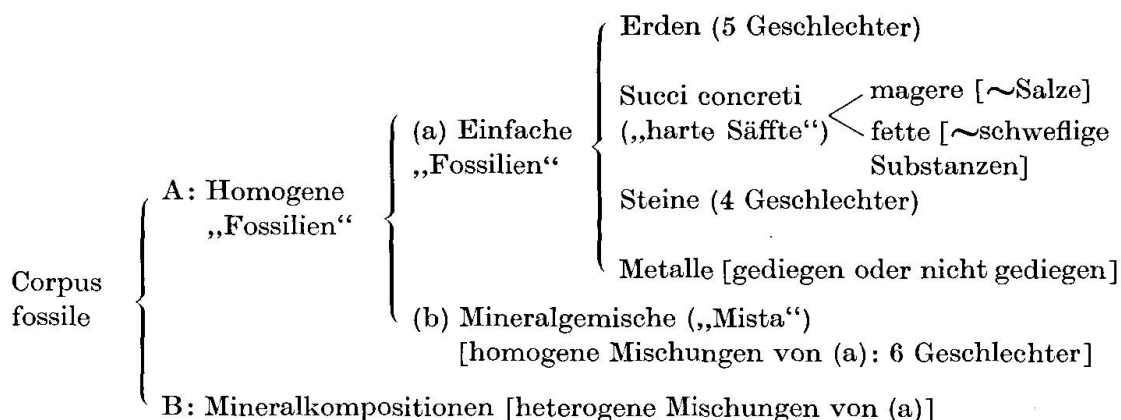 Corpus
fossile
A: Homogene
„Fossilien“
(a) Einfache
„Fossilien“
Erden (5 Geschlechter)
Succi concreti
(„harte Säffte“)
magere [~Salze]
fette [~schweflige
Substanzen]
Steine (4 Geschlechter)
Metalle [gediegen oder nicht gediegen]
(b) Mineralgemische („Mista“)
[homogene Mischungen von (a): 6 Geschlechter]
B: Mineralkompositionen [heterogene Mischungen von (a)]